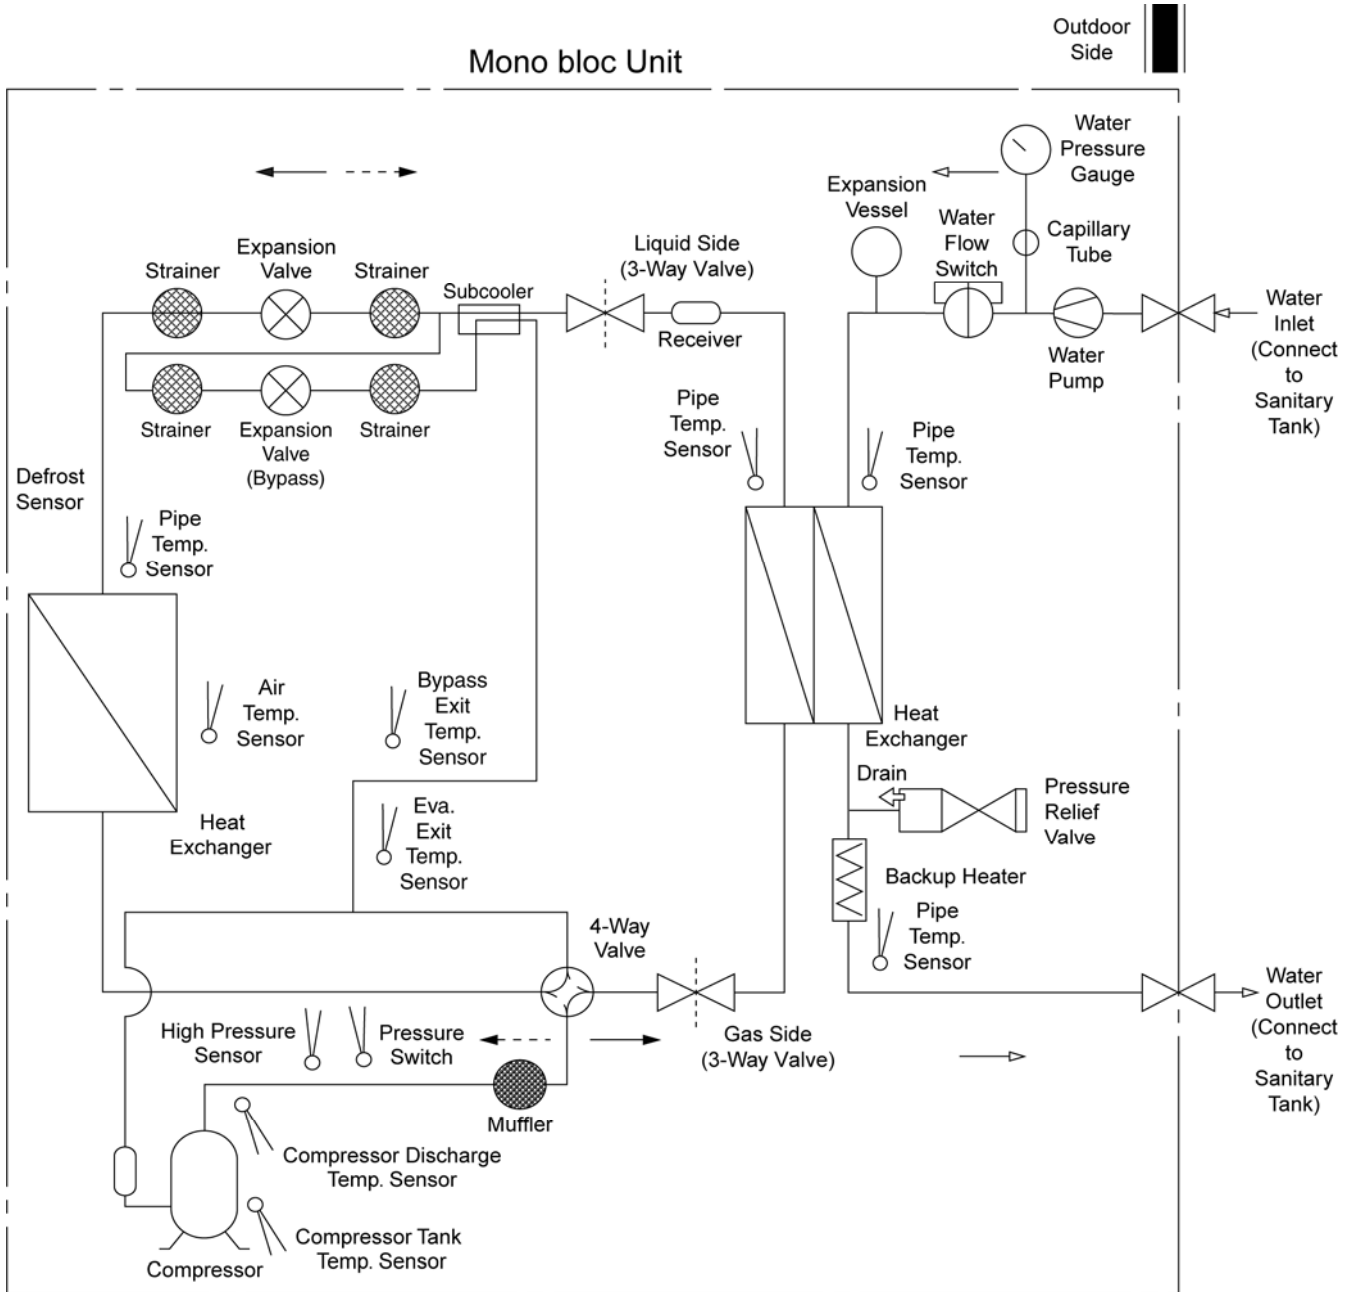 Outdoor
Side
Mono bloc Unit
Water
Pressure
Gauge
Expansion
Vessel
Water
Flow
Switch
Capillary
Tube
Liquid Side
(3-Way Valve)
Expansion
Valve
Strainer
Strainer
Subcooler
Receiver
Water
Pump
Water
Inlet
(Connect
to
Sanitary
Tank)
Strainer
Expansion
Valve
(Bypass)
Strainer
Pipe
Temp.
Sensor
Pipe
Temp.
Sensor
Defrost
Sensor
Pipe
Temp.
Sensor
Air
Temp.
Sensor
Bypass
Exit
Temp.
Sensor
Heat
Exchanger
Drain
Pressure
Relief
Valve
Heat
Exchanger
Eva.
Exit
Temp.
Sensor
Backup Heater
Pipe
Temp.
Sensor
4-Way
Valve
Water
Outlet
(Connect
to
Sanitary
Tank)
High Pressure
Sensor
Pressure
Switch
Gas Side
(3-Way Valve)
Muffler
Compressor Discharge
Temp. Sensor
Compressor Tank
Temp. Sensor
Compressor